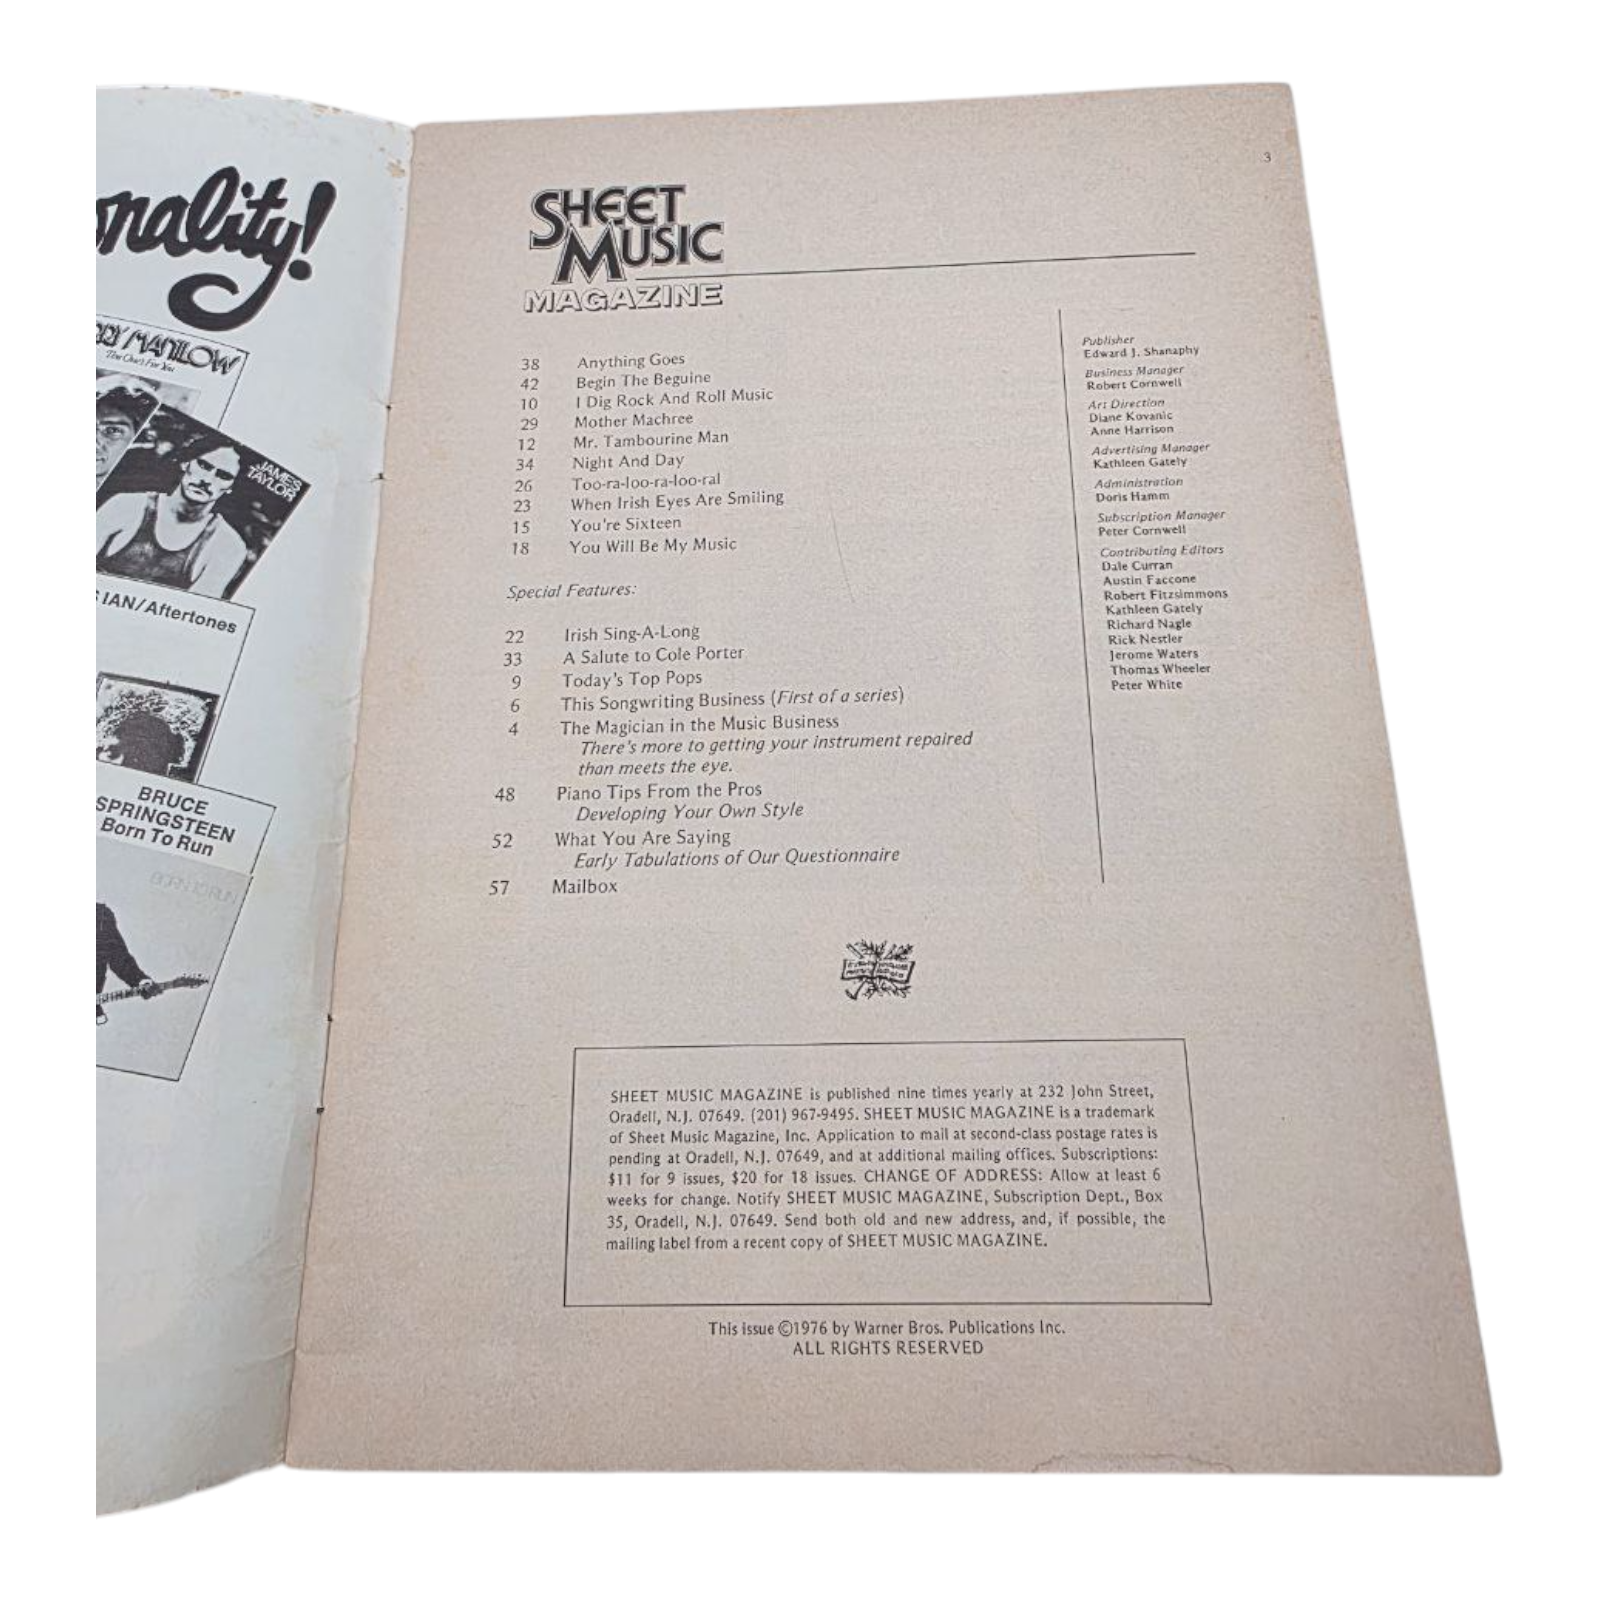 onality!
RRY MANILOW
This One's For You
JAMES
TAYLOR
IAN/Aftertones
BRUCE
SPRINGSTEEN
Born To Run
3
SHEET
MUSIC
MAGAZINE
38 Anything Goes
42 Begin The Beguine
10 I Dig Rock And Roll Music
29 Mother Machree
12 Mr. Tambourine Man
34 Night And Day
26 Too-ra-loo-ra-loo-ral
23 When Irish Eyes Are Smiling
15 You're Sixteen
18 You Will Be My Music
Special Features:
22 Irish Sing-A-Long
33 A Salute to Cole Porter
9 Today's Top Pops
6 This Songwriting Business (First of a series)
4 The Magician in the Music Business
There's more to getting your instrument repaired
than meets the eye.
48 Piano Tips From the Pros
Developing Your Own Style
52 What You Are Saying
Early Tabulations of Our Questionnaire
57 Mailbox
Publisher
Edward J. Shanaphy
Business Manager
Robert Cornwell
Art Direction
Diane Kovanic
Anne Harrison
Advertising Manager
Kathleen Gately
Administration
Doris Hamm
Subscription Manager
Peter Cornwell
Contributing Editors
Dale Curran
Austin Faccone
Robert Fitzsimmons
Kathleen Gately
Richard Nagle
Rick Nestler
Jerome Waters
Thomas Wheeler
Peter White
SHEET MUSIC MAGAZINE is published nine times yearly at 232 John Street,
Oradell, N.J. 07649. (201) 967-9495. SHEET MUSIC MAGAZINE is a trademark
of Sheet Music Magazine, Inc. Application to mail at second-class postage rates is
pending at Oradell, N.J. 07649, and at additional mailing offices. Subscriptions:
$11 for 9 issues, $20 for 18 issues. CHANGE OF ADDRESS: Allow at least 6
weeks for change. Notify SHEET MUSIC MAGAZINE, Subscription Dept., Box
35, Oradell, N.J. 07649. Send both old and new address, and, if possible, the
mailing label from a recent copy of SHEET MUSIC MAGAZINE.
This issue ©1976 by Warner Bros. Publications Inc.
ALL RIGHTS RESERVED